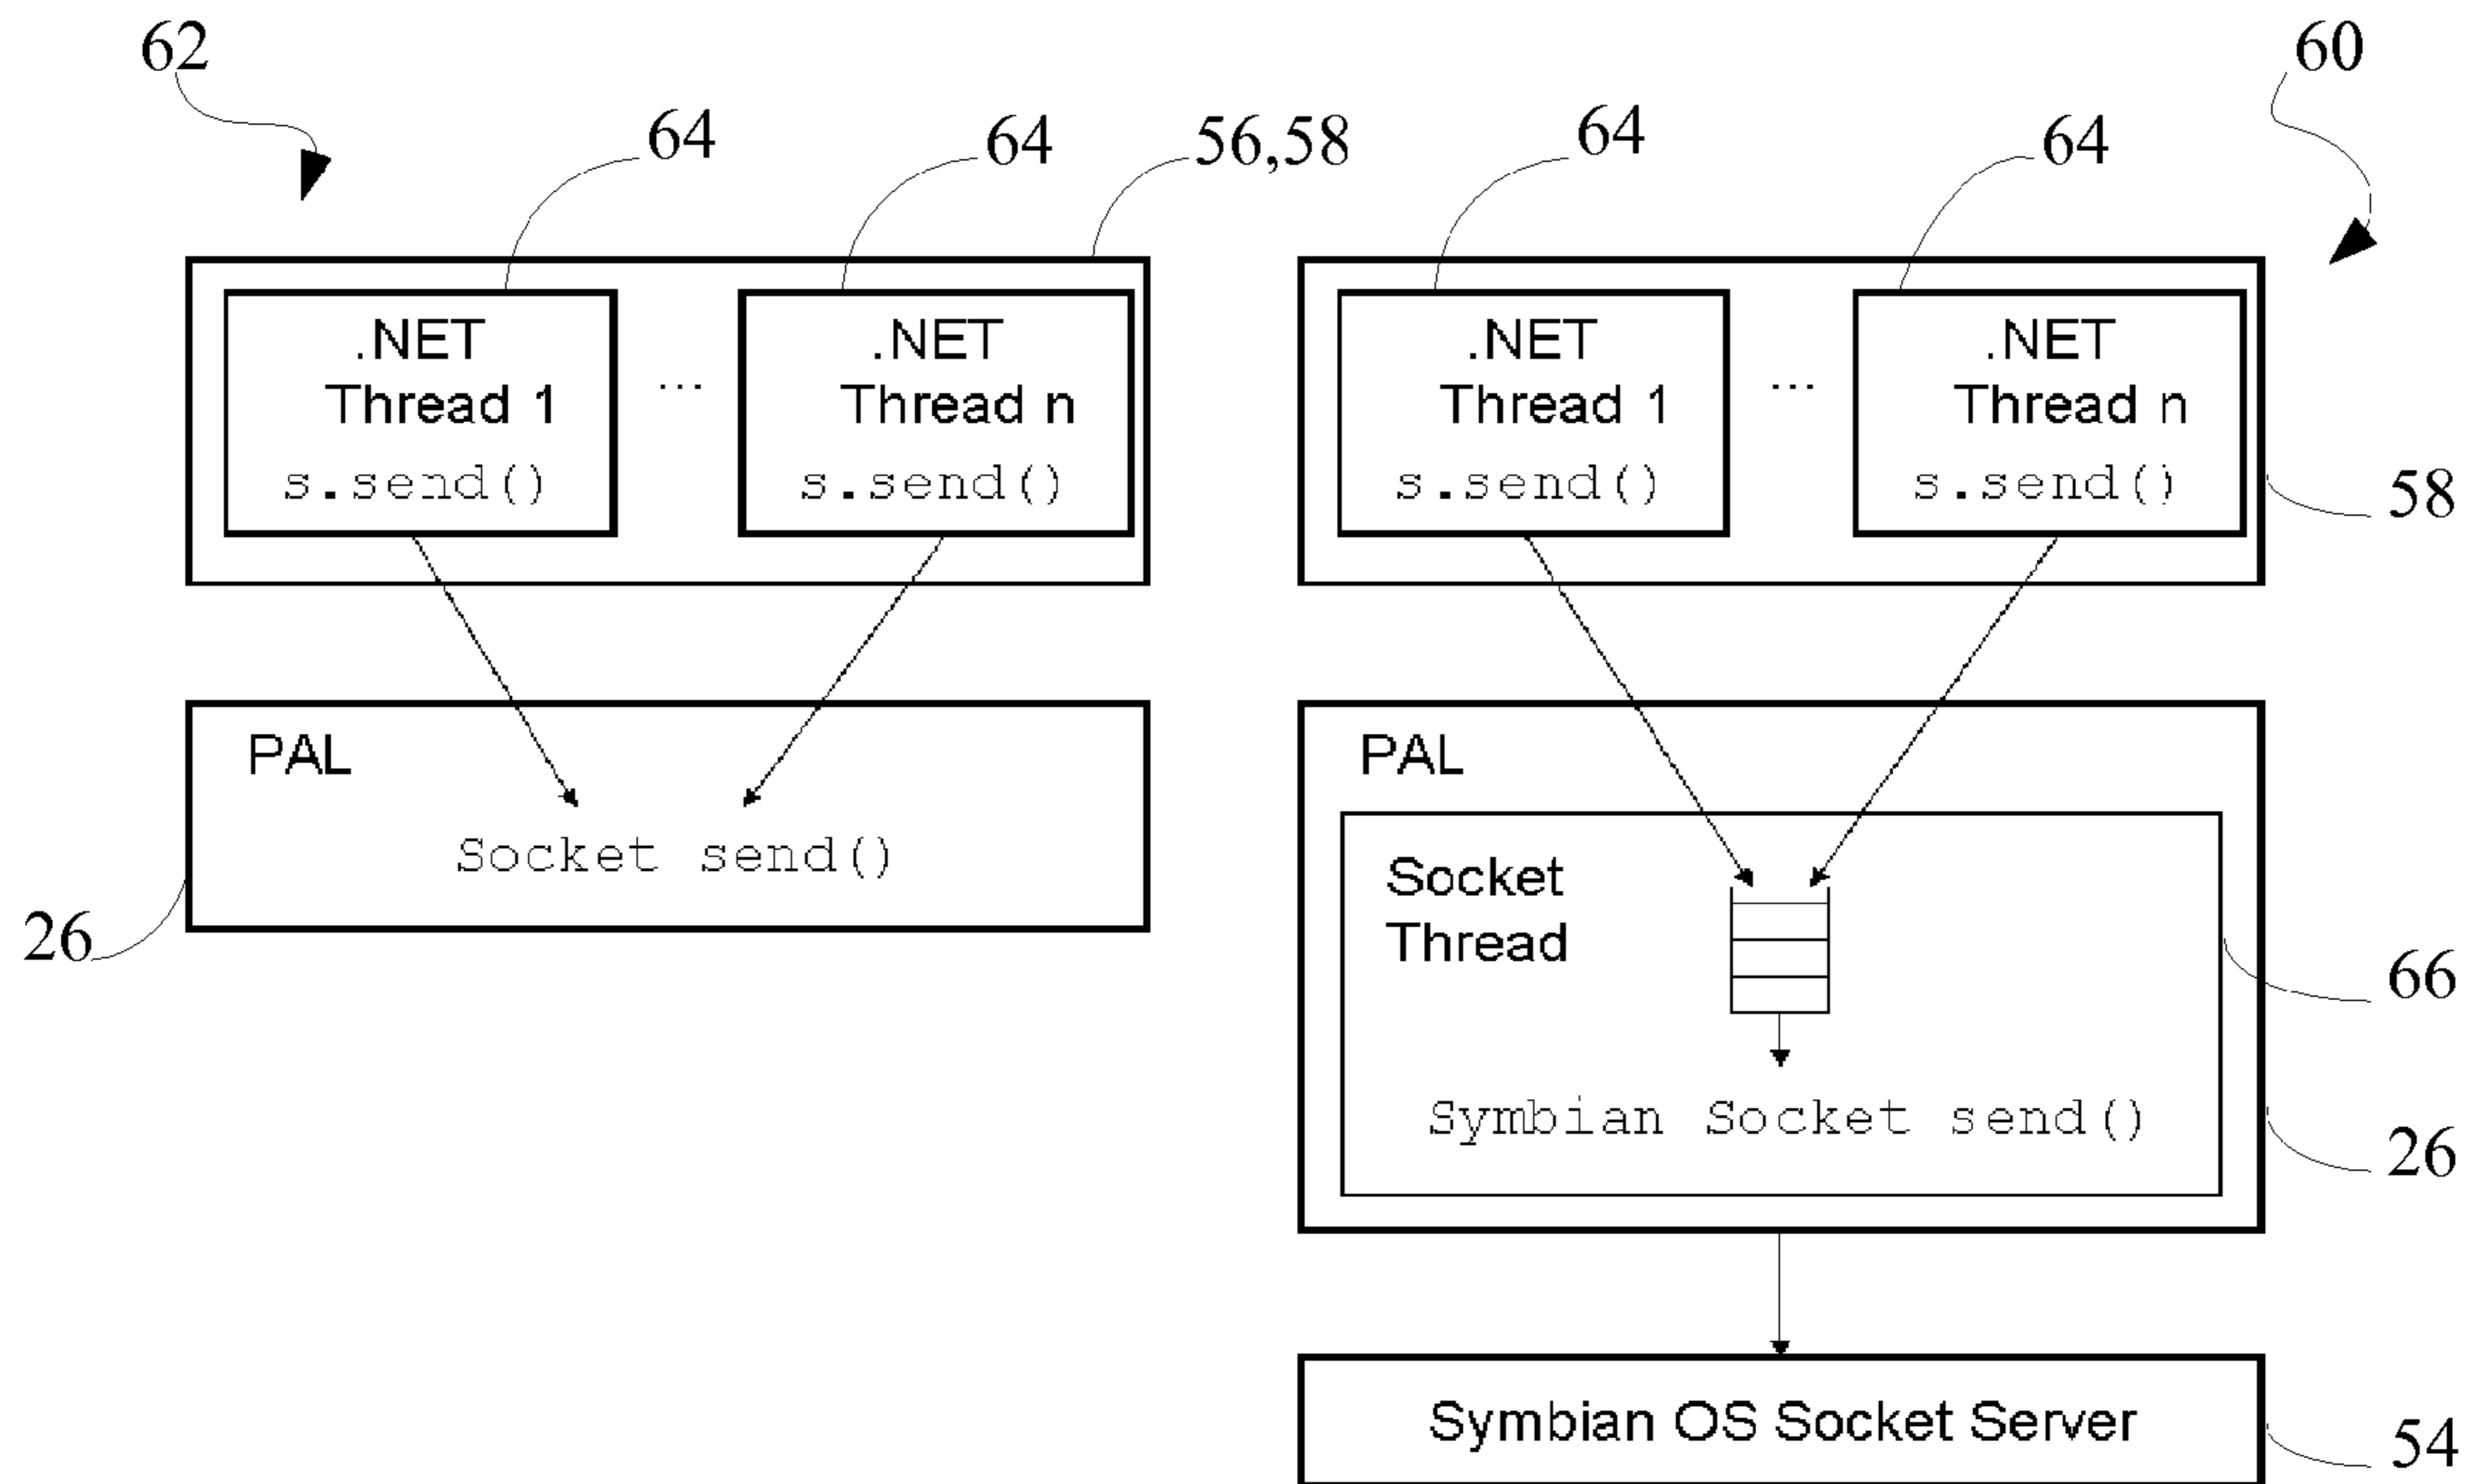 62
60
64
64
56,58
64
64
.NET
Thread 1
s.send()
...
.NET
Thread n
s.send()
.NET
Thread 1
s.send()
...
.NET
Thread n
s.send()
58
PAL
Socket send()
26
PAL
Socket
Thread
66
Symbian Socket send()
26
Symbian OS Socket Server
54